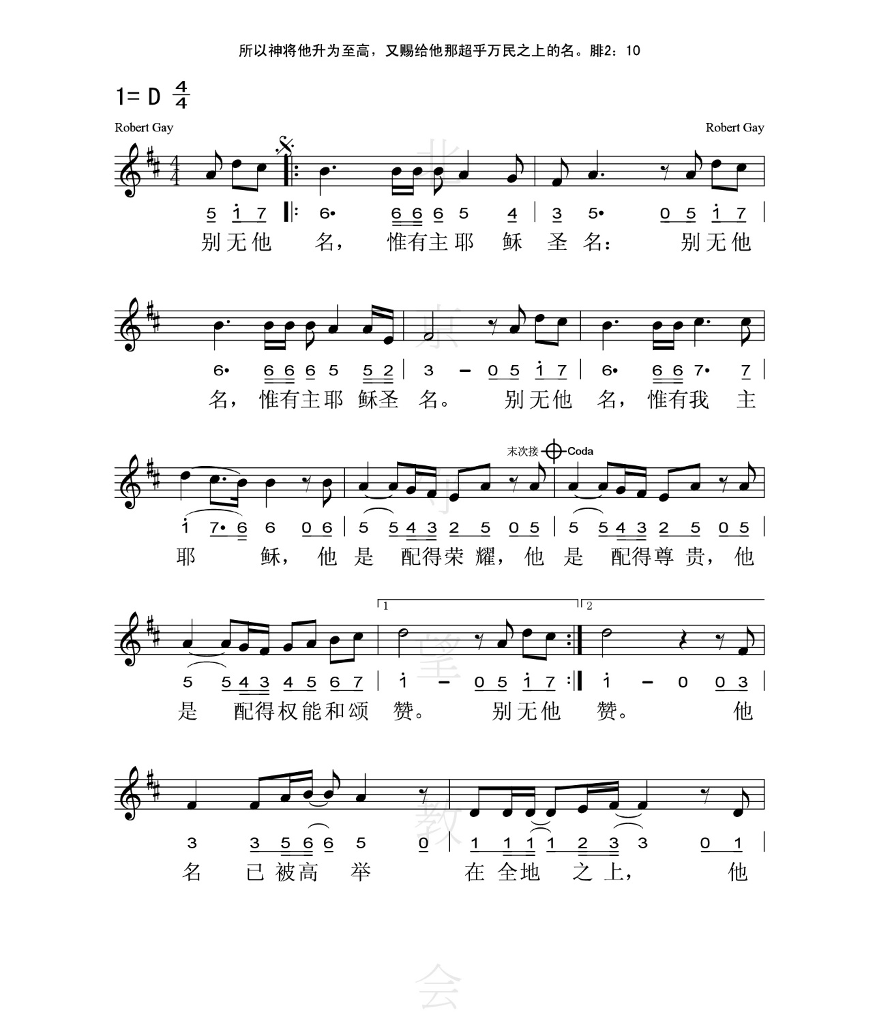 所以神将他升为至高，又赐给他那超乎万民之上的名。腓2：10
1= D 4/4
Robert Gay Robert Gay
5 1 7 6• 6 6 6 5 4 3 5• 0 5 1 7
别无他 名， 惟有主耶 稣 圣名： 别无他
6• 6 6 6 5 5 2 3 – 0 5 1 7 6• 6 6 7• 7
名，惟有主耶 稣圣 名。 别无他 名，惟有我 主
末次接 Coda
1 7• 6 6 0 6 5 5 4 3 2 5 0 5 5 5 4 3 2 5 0 5
耶 稣，他 是 配得荣耀，他 是 配得尊贵，他
1 2
5 5 4 3 4 5 6 7 1 – 0 5 1 7 1 – 0 0 3
是 配得权能和颂 赞。 别无他 赞。 他
3 3 5 6 6 5 0 1 1 1 1 2 3 3 0 1
名 已被高 举 在全地 之上， 他
北京守望教会